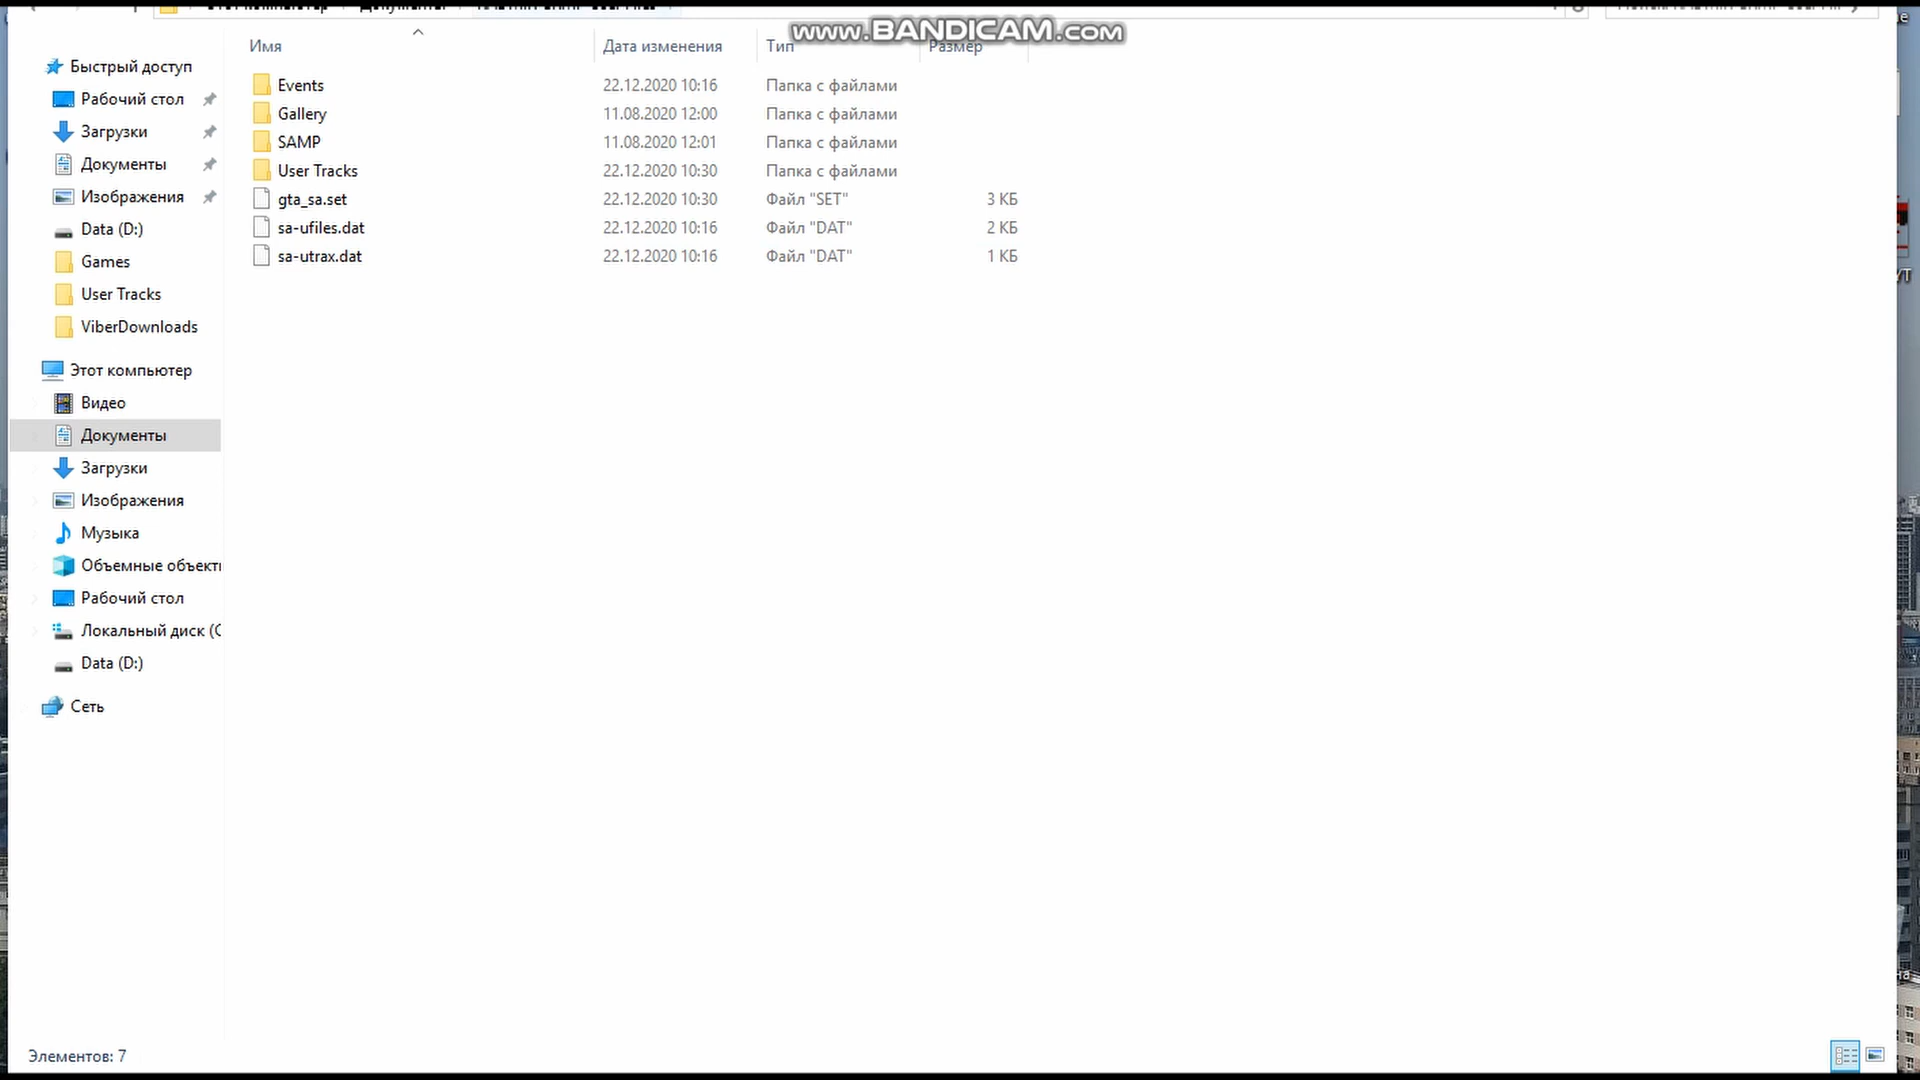 www.BANDICAM.com
Имя
Дата изменения
Тип
Размер
Быстрый доступ
Рабочий стол
Загрузки
Документы
Изображения
Data (D:)
Games
User Tracks
ViberDownloads
Этот компьютер
Видео
Документы
Загрузки
Изображения
Музыка
Объемные объект
Рабочий стол
Локальный диск (C
Data (D:)
Сеть
Events 22.12.2020 10:16 Папка с файлами
Gallery 11.08.2020 12:00 Папка с файлами
SAMP 11.08.2020 12:01 Папка с файлами
User Tracks 22.12.2020 10:30 Папка с файлами
gta_sa.set 22.12.2020 10:30 Файл "SET" 3 КБ
sa-ufiles.dat 22.12.2020 10:16 Файл "DAT" 2 КБ
sa-utrax.dat 22.12.2020 10:16 Файл "DAT" 1 КБ
Элементов: 7